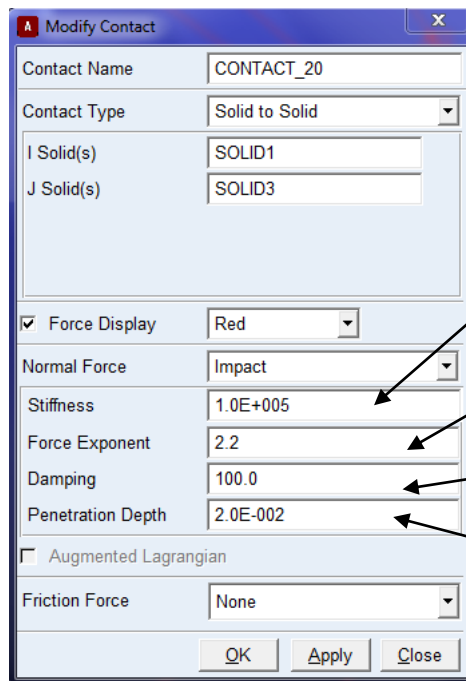 A Modify Contact x
Contact Name CONTACT_20
Contact Type Solid to Solid
I Solid(s) SOLID1
J Solid(s) SOLID3
Force Display Red
Normal Force Impact
Stiffness 1.0E+005
Force Exponent 2.2
Damping 100.0
Penetration Depth 2.0E-002
Augmented Lagrangian
Friction Force None
OK Apply Close